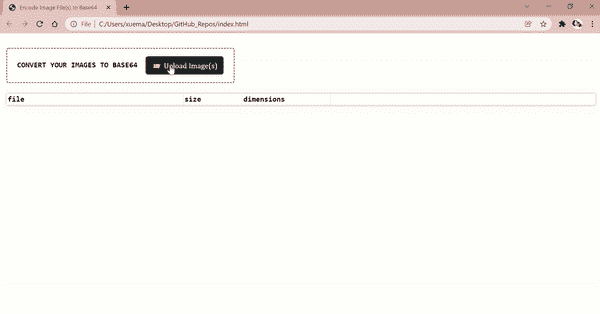 Encode Image File(s) to Base64
File | C:/Users/xuema/Desktop/GitHub_Repos/index.html
CONVERT YOUR IMAGES TO BASE64 Upload Image(s)
file size dimensions